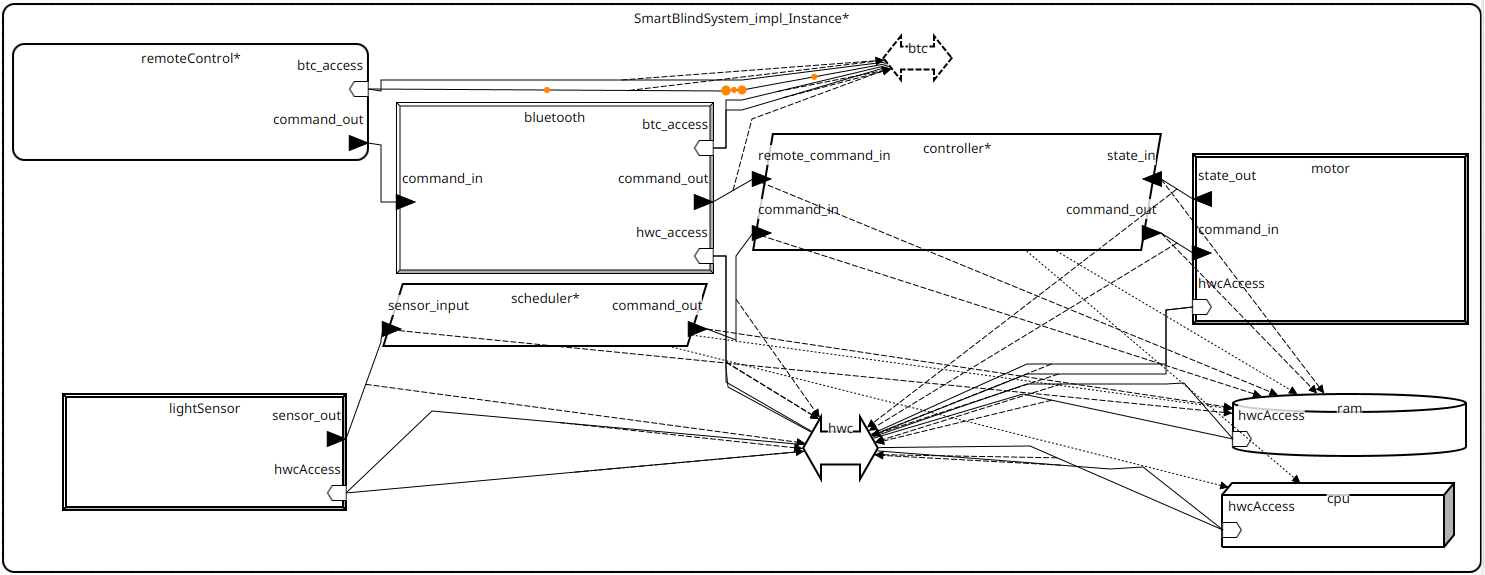 SmartBlindSystem_impl_Instance*
remoteControl*
btc_access
command_out
btc
bluetooth
btc_access
command_in
command_out
hwc_access
controller*
remote_command_in
state_in
command_in
command_out
motor
state_out
command_in
hwcAccess
scheduler*
sensor_input
command_out
lightSensor
sensor_out
hwcAccess
hwc
ram
hwcAccess
cpu
hwcAccess